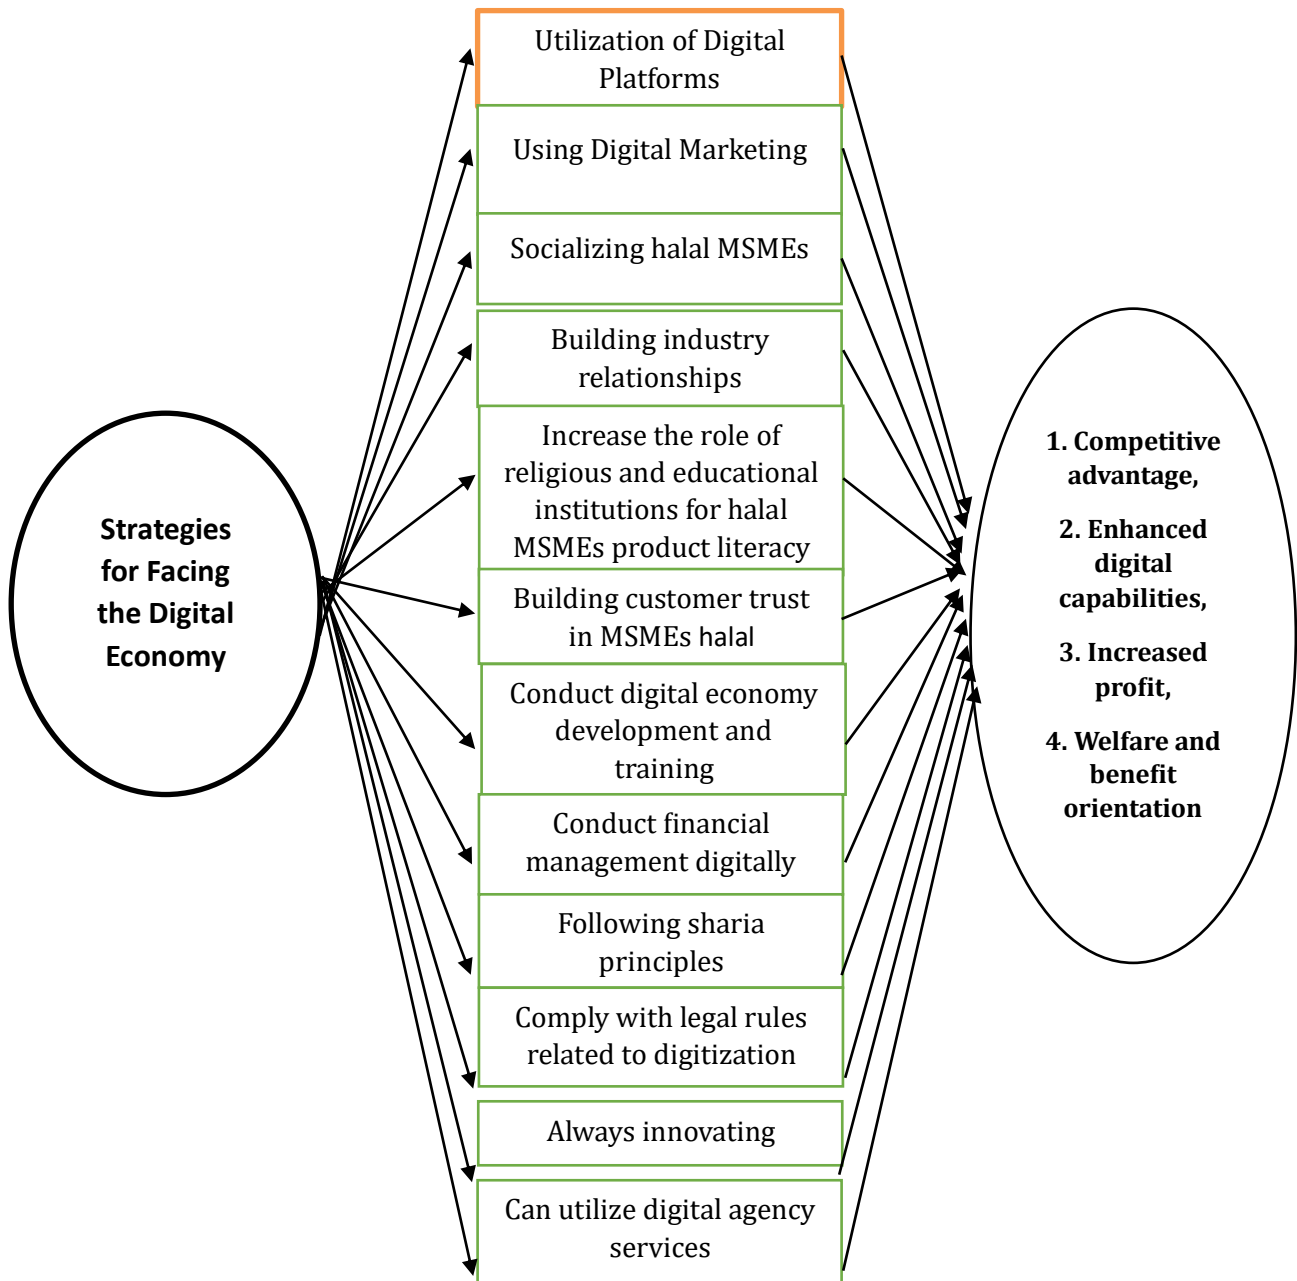 Utilization of Digital
Platforms
Using Digital Marketing
Socializing halal MSMEs
Building industry
relationships
Increase the role of
religious and educational
institutions for halal
MSMEs product literacy
Building customer trust
in MSMEs halal
Conduct digital economy
development and
training
Conduct financial
management digitally
Following sharia
principles
Comply with legal rules
related to digitization
Always innovating
Can utilize digital agency
services
Strategies
for Facing
the Digital
Economy
1. Competitive
advantage,
2. Enhanced
digital
capabilities,
3. Increased
profit,
4. Welfare and
benefit
orientation